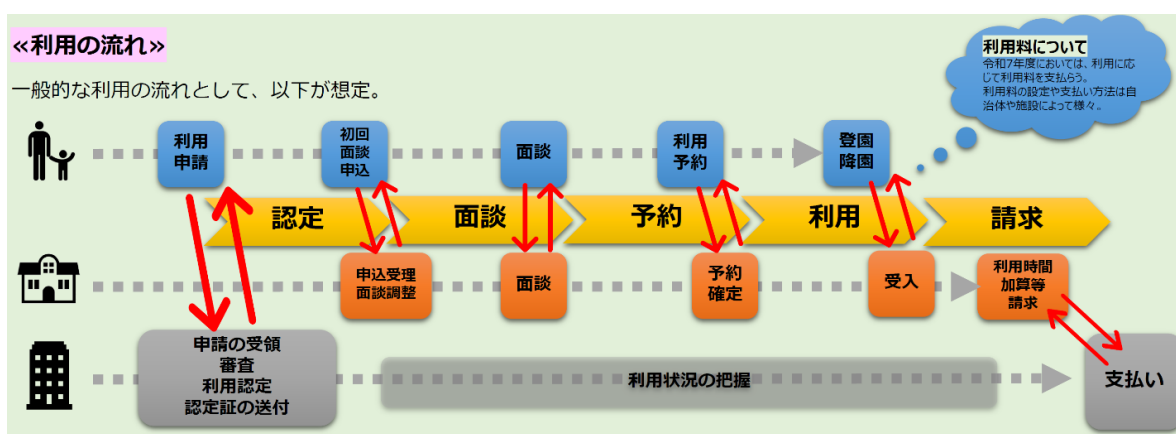 ≪利用の流れ≫
一般的な利用の流れとして、以下が想定。
利用料について
令和7年度においては、利用に応
じて利用料を支払らう。
利用料の設定や支払い方法は自
治体や施設によって様々。
利用
申請
初回
面談
申込
面談
利用
予約
登園
降園
認定
面談
予約
利用
請求
申込受理
面談調整
面談
予約
確定
受入
利用時間
加算等
請求
申請の受領
審査
利用認定
認定証の送付
利用状況の把握
支払い